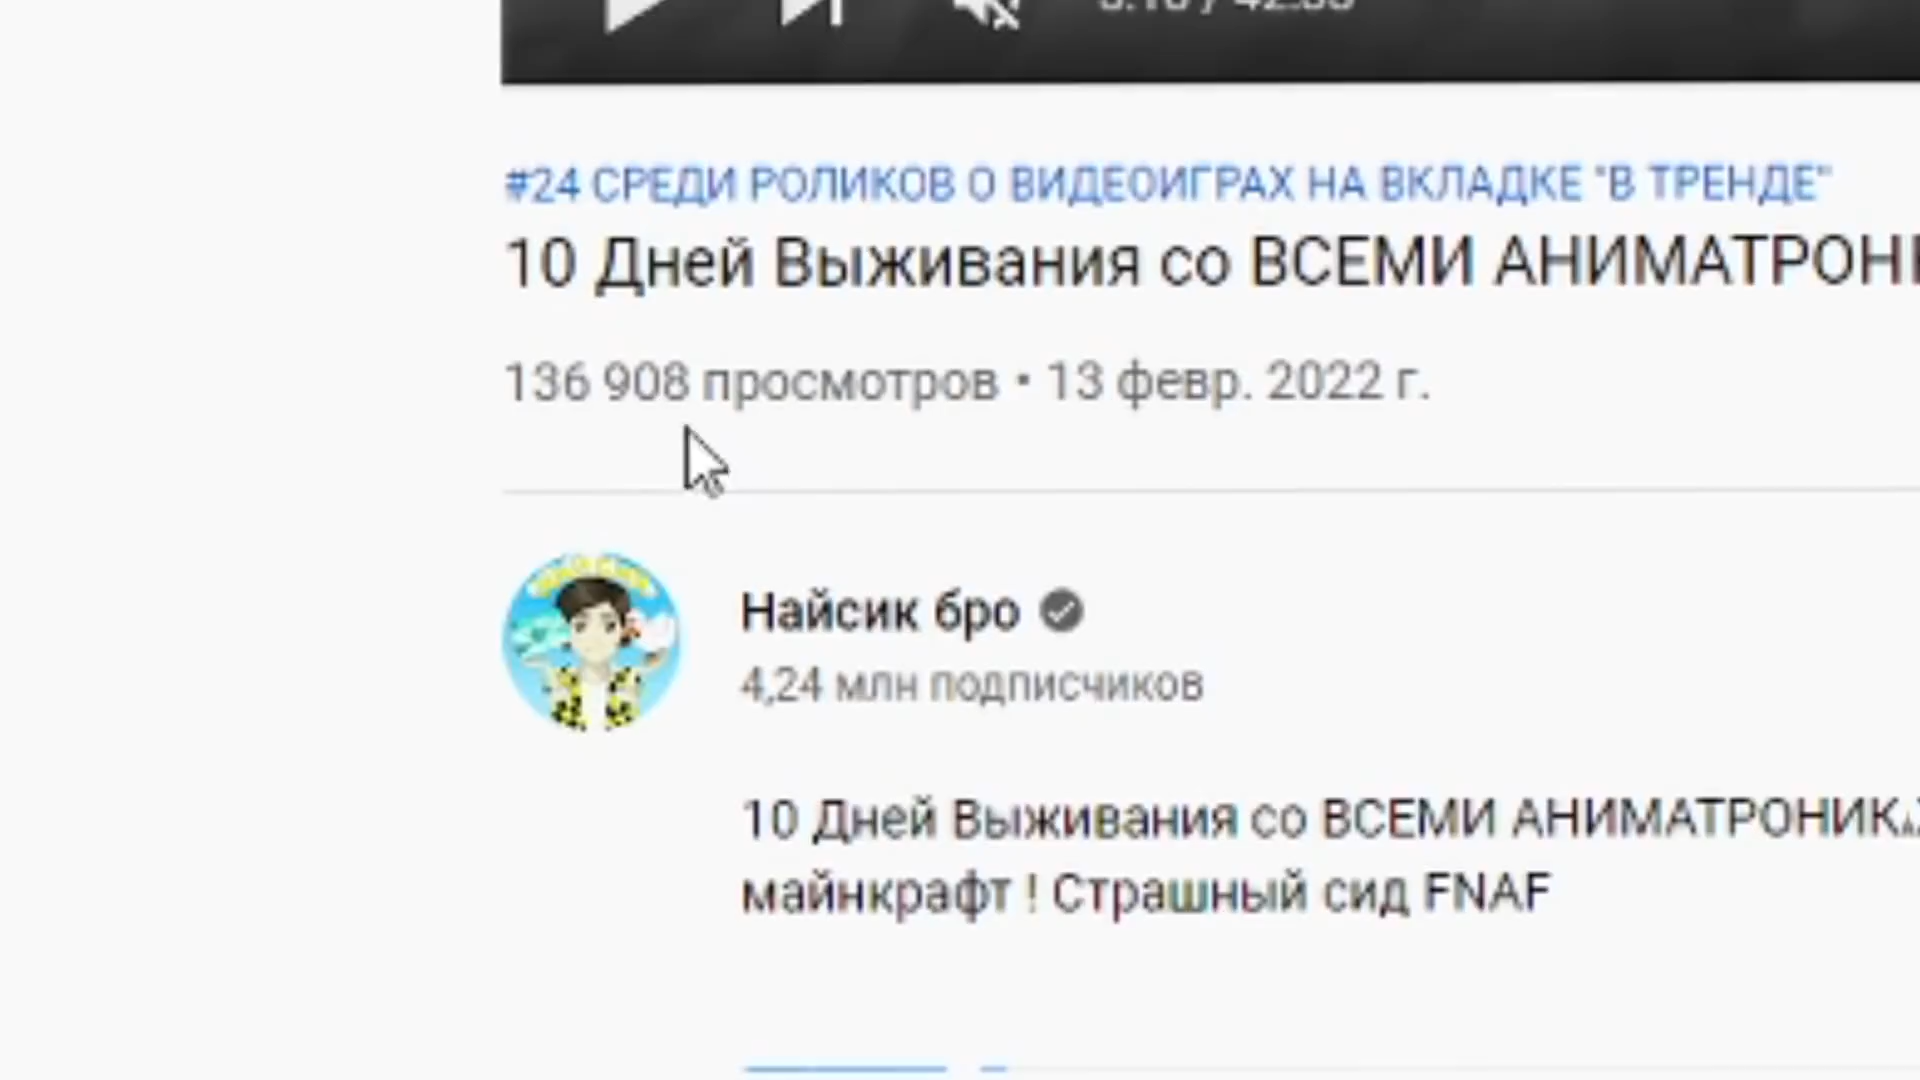 #24 СРЕДИ РОЛИКОВ О ВИДЕОИГРАХ НА ВКЛАДКЕ "В ТРЕНДЕ"
10 Дней Выживания со ВСЕМИ
136 908 просмотров • 13 февр. 2022 г.
Найсик бро
4,24 млн подписчиков
10 Дней Выживания со ВСЕМИ
майнкрафт ! Страшный сид FNAF